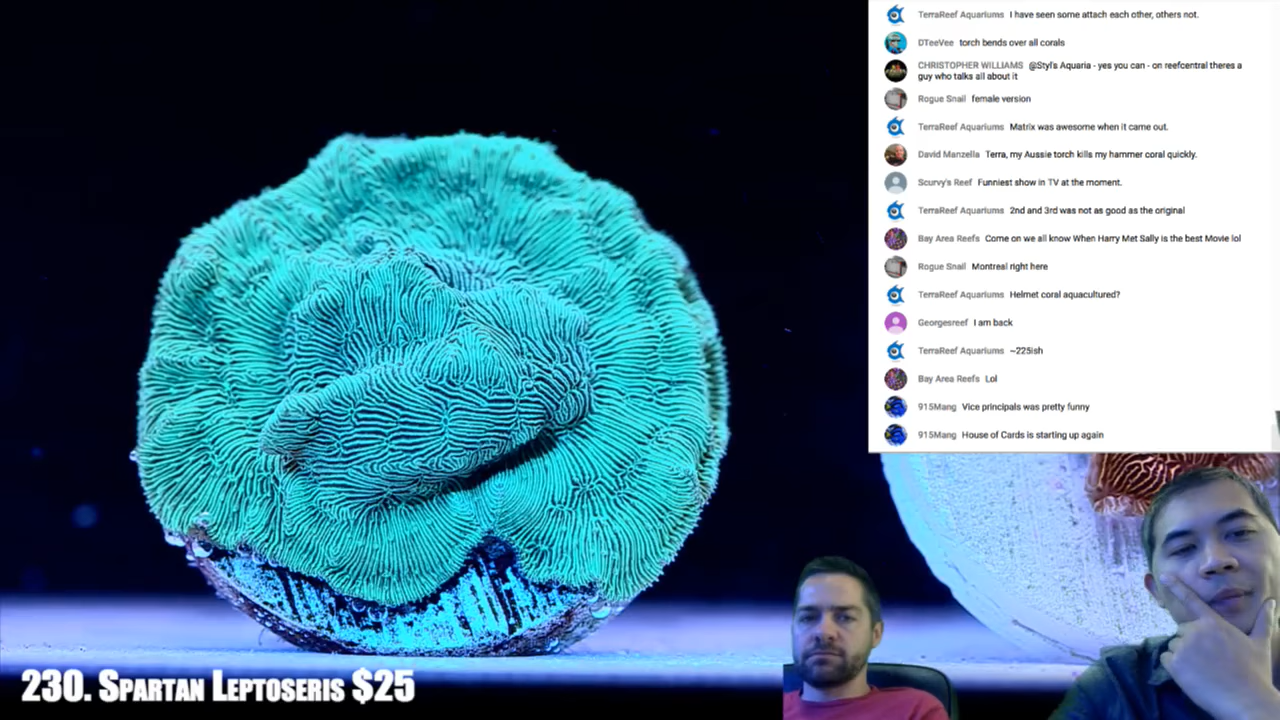 TerraReef Aquariums I have seen some attach each other, others not.
DTeeVee torch bends over all corals
CHRISTOPHER WILLIAMS @Styl's Aquaria - yes you can - on reefcentral theres a
guy who talks all about it
Rogue Snail female version
TerraReef Aquariums Matrix was awesome when it came out.
David Manzella Terra, my Aussie torch kills my hammer coral quickly.
Scurvy's Reef Funniest show in TV at the moment.
TerraReef Aquariums 2nd and 3rd was not as good as the original
Bay Area Reefs Come on we all know When Harry Met Sally is the best Movie lol
Rogue Snail Montreal right here
TerraReef Aquariums Helmet coral aquacultured?
Georgesreef I am back
TerraReef Aquariums ~225ish
Bay Area Reefs Lol
915Mang Vice principals was pretty funny
915Mang House of Cards is starting up again
230. Spartan Leptoseris $25